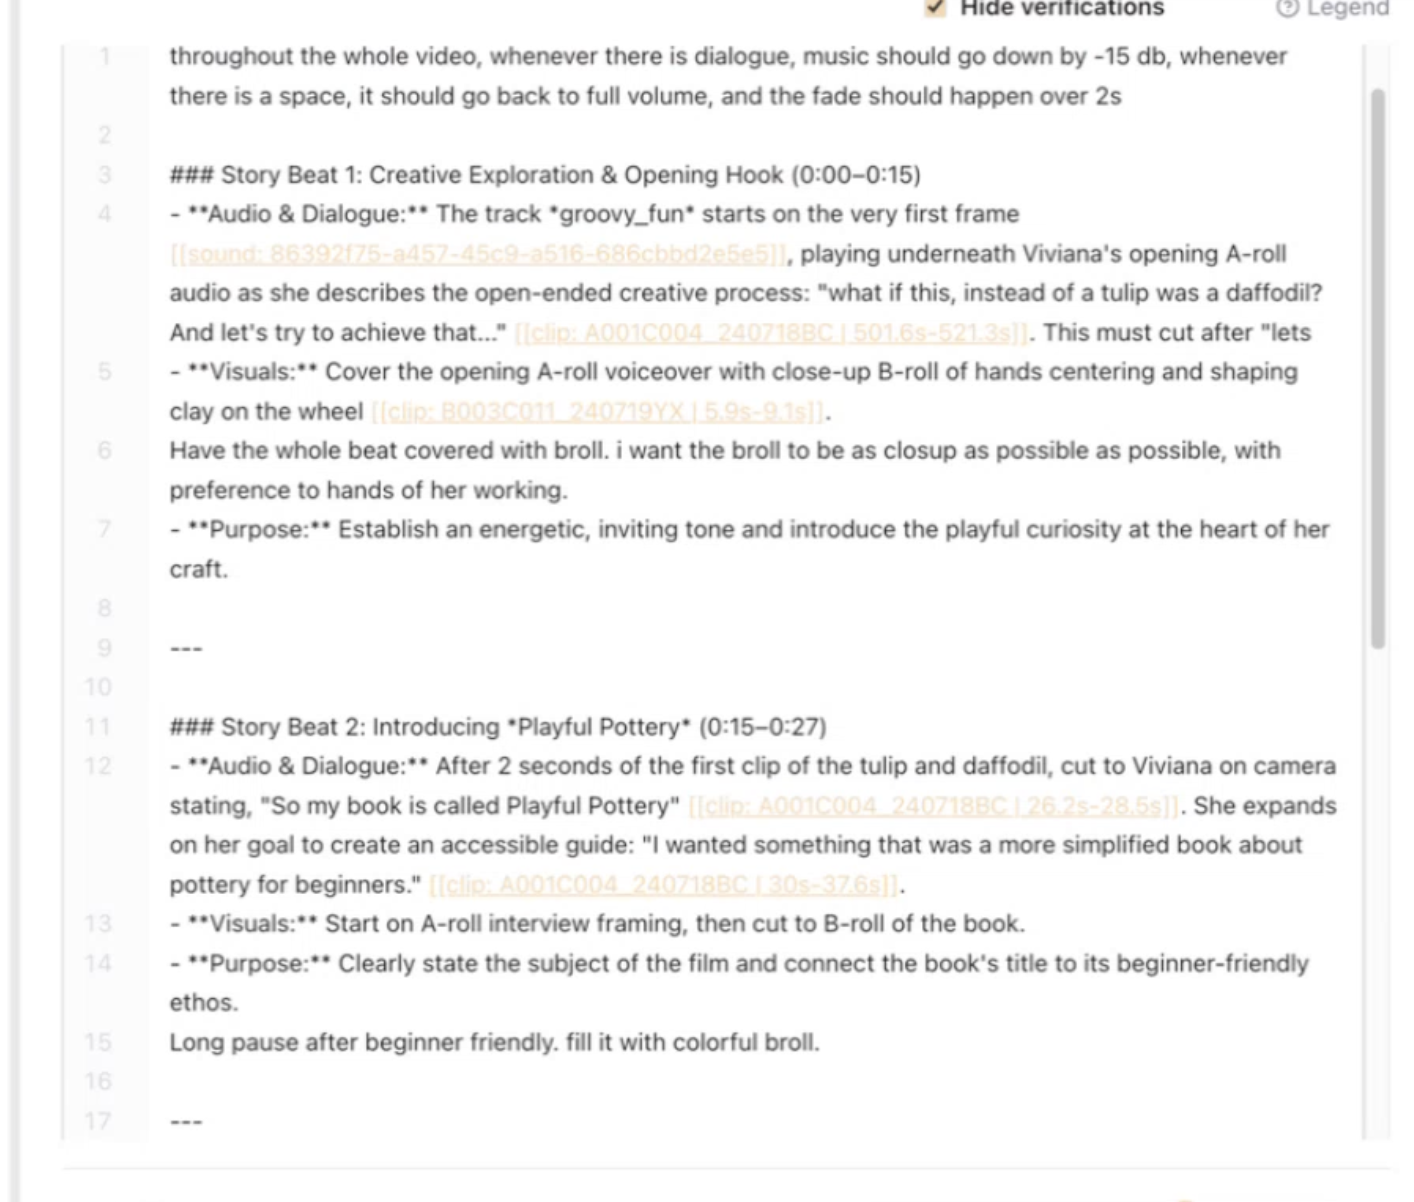 Hide verifications
Legend
1 throughout the whole video, whenever there is dialogue, music should go down by -15 db, whenever
there is a space, it should go back to full volume, and the fade should happen over 2s
2
3 ### Story Beat 1: Creative Exploration & Opening Hook (0:00–0:15)
4 - **Audio & Dialogue:** The track *groovy_fun* starts on the very first frame
[[sound: 86392f75-a457-45c9-a516-686cbbd2e5e5]], playing underneath Viviana's opening A-roll
audio as she describes the open-ended creative process: "what if this, instead of a tulip was a daffodil?
And let's try to achieve that..." [[clip: A001C004_240718BC | 501.6s-521.3s]]. This must cut after "lets
5 - **Visuals:** Cover the opening A-roll voiceover with close-up B-roll of hands centering and shaping
clay on the wheel [[clip: B003C011_240719YX | 5.9s-9.1s]].
6 Have the whole beat covered with broll. i want the broll to be as closup as possible as possible, with
preference to hands of her working.
7 - **Purpose:** Establish an energetic, inviting tone and introduce the playful curiosity at the heart of her
craft.
8
9 ---
10
11 ### Story Beat 2: Introducing *Playful Pottery* (0:15–0:27)
12 - **Audio & Dialogue:** After 2 seconds of the first clip of the tulip and daffodil, cut to Viviana on camera
stating, "So my book is called Playful Pottery" [[clip: A001C004_240718BC | 26.2s-28.5s]]. She expands
on her goal to create an accessible guide: "I wanted something that was a more simplified book about
pottery for beginners." [[clip: A001C004_240718BC | 30s-37.6s]].
13 - **Visuals:** Start on A-roll interview framing, then cut to B-roll of the book.
14 - **Purpose:** Clearly state the subject of the film and connect the book's title to its beginner-friendly
ethos.
15 Long pause after beginner friendly. fill it with colorful broll.
16
17 ---